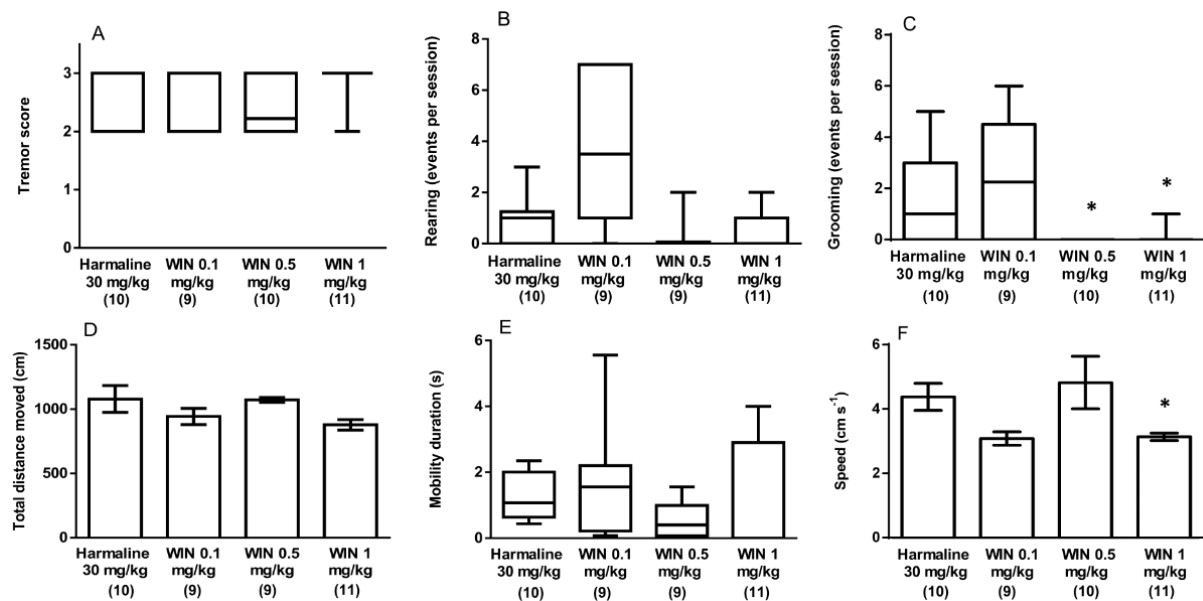 A
Tremor score
3
2
1
0
Harmaline WIN 0.1 WIN 0.5 WIN 1
30 mg/kg mg/kg mg/kg mg/kg
(10) (9) (10) (11)
B
Rearing (events per session)
8
6
4
2
0
Harmaline WIN 0.1 WIN 0.5 WIN 1
30 mg/kg mg/kg mg/kg mg/kg
(10) (9) (9) (11)
C
Grooming (events per session)
8
6
4
2
0
* *
Harmaline WIN 0.1 WIN 0.5 WIN 1
30 mg/kg mg/kg mg/kg mg/kg
(10) (9) (10) (11)
D
Total distance moved (cm)
1500
1000
500
0
Harmaline WIN 0.1 WIN 0.5 WIN 1
30 mg/kg mg/kg mg/kg mg/kg
(10) (9) (9) (11)
E
Mobility duration (s)
6
4
2
0
Harmaline WIN 0.1 WIN 0.5 WIN 1
30 mg/kg mg/kg mg/kg mg/kg
(10) (9) (9) (11)
F
Speed (cm s⁻¹)
6
4
2
0
*
Harmaline WIN 0.1 WIN 0.5 WIN 1
30 mg/kg mg/kg mg/kg mg/kg
(10) (9) (10) (11)